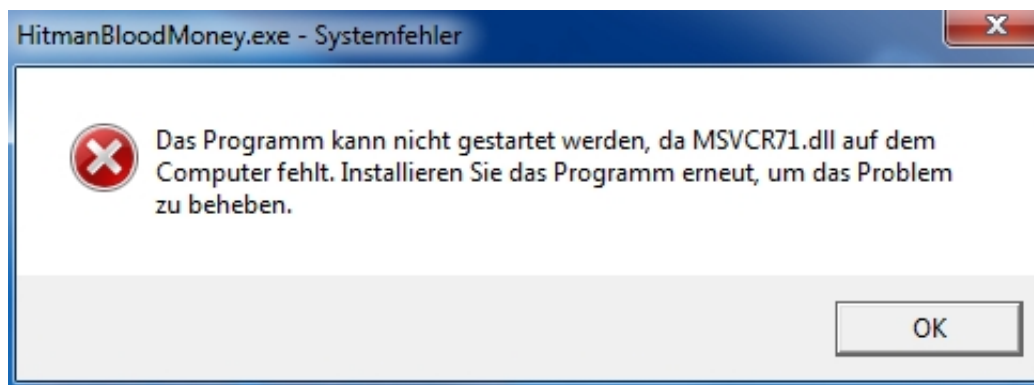 HitmanBloodMoney.exe - Systemfehler
Das Programm kann nicht gestartet werden, da MSVCR71.dll auf dem
Computer fehlt. Installieren Sie das Programm erneut, um das Problem
zu beheben.
OK